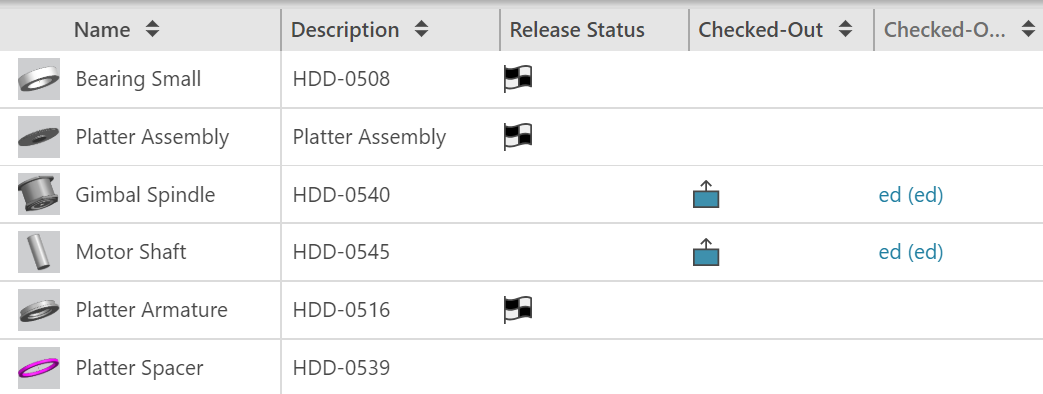 Name Description Release Status Checked-Out Checked-O...
Bearing Small HDD-0508
Platter Assembly Platter Assembly
Gimbal Spindle HDD-0540 ed (ed)
Motor Shaft HDD-0545 ed (ed)
Platter Armature HDD-0516
Platter Spacer HDD-0539